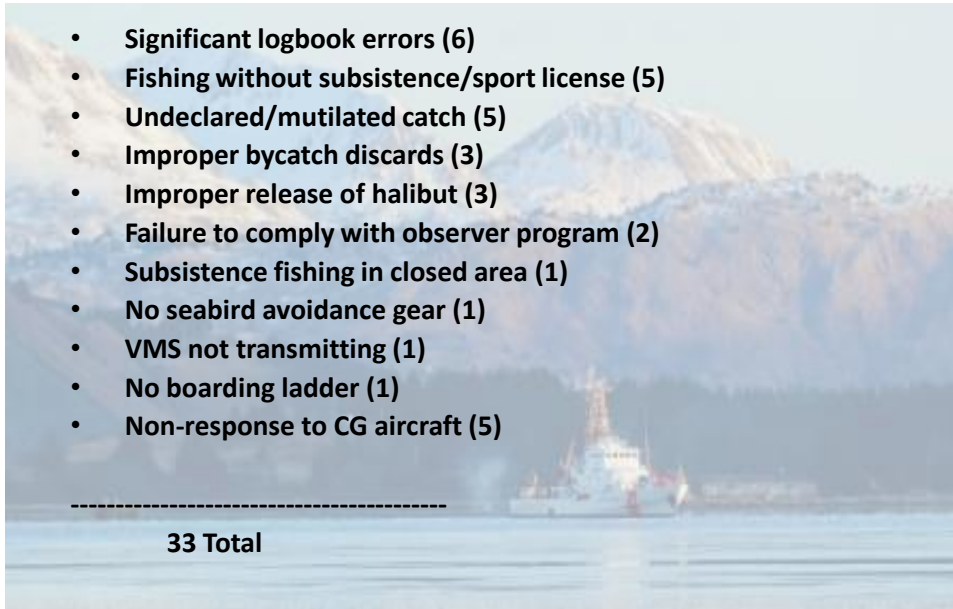 • Significant logbook errors (6)
• Fishing without subsistence/sport license (5)
• Undeclared/mutilated catch (5)
• Improper bycatch discards (3)
• Improper release of halibut (3)
• Failure to comply with observer program (2)
• Subsistence fishing in closed area (1)
• No seabird avoidance gear (1)
• VMS not transmitting (1)
• No boarding ladder (1)
• Non-response to CG aircraft (5)
------------------------------------------
33 Total